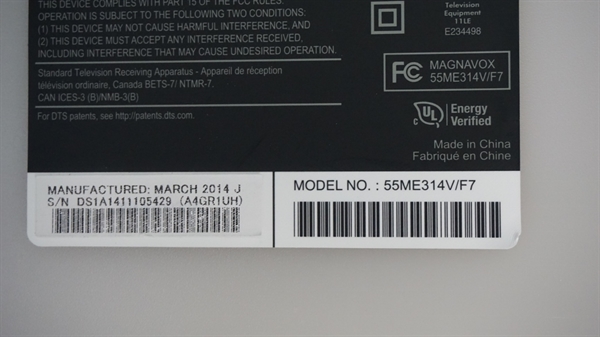 THIS DEVICE COMPLIES WITH PART 15 OF THE FCC RULES.
OPERATION IS SUBJECT TO THE FOLLOWING TWO CONDITIONS:
(1) THIS DEVICE MAY NOT CAUSE HARMFUL INTERFERENCE, AND
(2) THIS DEVICE MUST ACCEPT ANY INTERFERENCE RECEIVED,
INCLUDING INTERFERENCE THAT MAY CAUSE UNDESIRED OPERATION.
Standard Television Receiving Apparatus - Appareil de réception
télévision ordinaire, Canada BETS-7/ NTMR-7.
CAN ICES-3 (B)/NMB-3(B)
For DTS patents, see http://patents.dts.com.
Television
Equipment
11LE
E234498
FC MAGNAVOX
55ME314V/F7
C UL Energy
Verified
Made in China
Fabriqué en Chine
MANUFACTURED: MARCH 2014 J
S/N DS1A1411105429 (A4GR1UH)
MODEL NO. : 55ME314V/F7